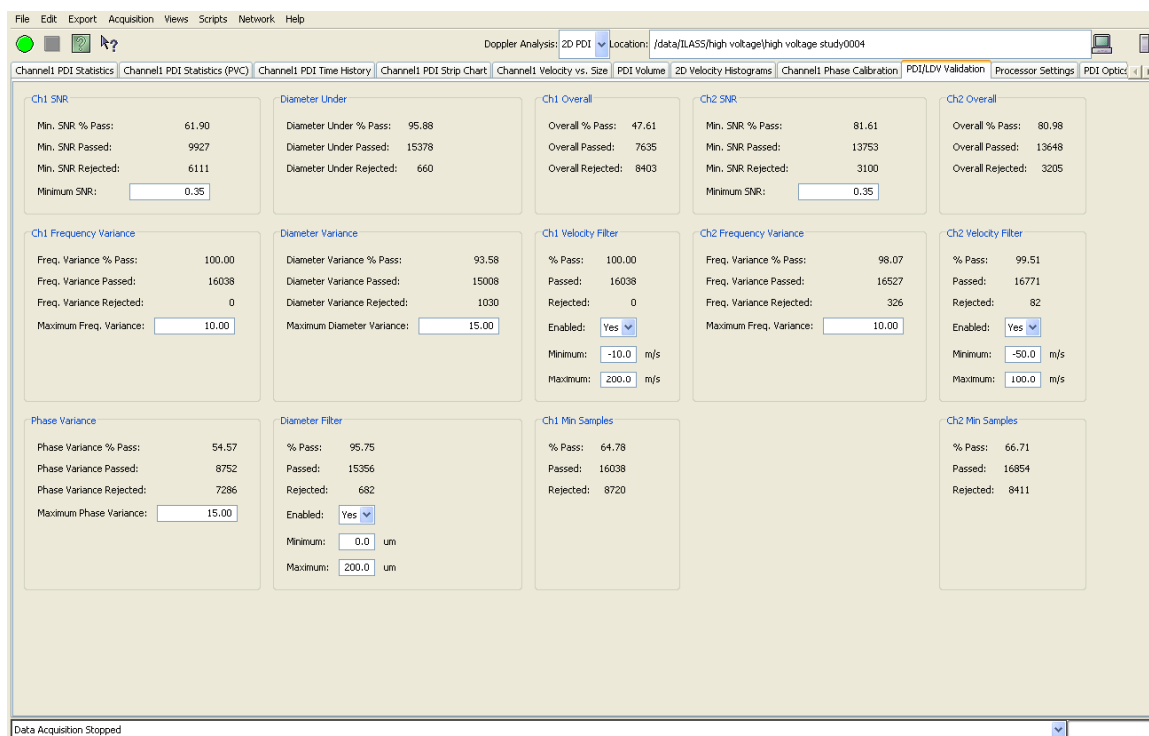 File Edit Export Acquisition Views Scripts Network Help
Doppler Analysis: 2D PDI Location: /data/ILASS/high voltage\high voltage study0004
Channel1 PDI Statistics Channel1 PDI Statistics (PVC) Channel1 PDI Time History Channel1 PDI Strip Chart Channel1 Velocity vs. Size PDI Volume 2D Velocity Histograms Channel1 Phase Calibration PDI/LDV Validation Processor Settings PDI Optics
Ch1 SNR
Min. SNR % Pass: 61.90
Min. SNR Passed: 9927
Min. SNR Rejected: 6111
Minimum SNR: 0.35
Diameter Under
Diameter Under % Pass: 95.88
Diameter Under Passed: 15378
Diameter Under Rejected: 660
Ch1 Overall
Overall % Pass: 47.61
Overall Passed: 7635
Overall Rejected: 8403
Ch2 SNR
Min. SNR % Pass: 81.61
Min. SNR Passed: 13753
Min. SNR Rejected: 3100
Minimum SNR: 0.35
Ch2 Overall
Overall % Pass: 80.98
Overall Passed: 13648
Overall Rejected: 3205
Ch1 Frequency Variance
Freq. Variance % Pass: 100.00
Freq. Variance Passed: 16038
Freq. Variance Rejected: 0
Maximum Freq. Variance: 10.00
Diameter Variance
Diameter Variance % Pass: 93.58
Diameter Variance Passed: 15008
Diameter Variance Rejected: 1030
Maximum Diameter Variance: 15.00
Ch1 Velocity Filter
% Pass: 100.00
Passed: 16038
Rejected: 0
Enabled: Yes
Minimum: -10.0 m/s
Maximum: 200.0 m/s
Ch2 Frequency Variance
Freq. Variance % Pass: 98.07
Freq. Variance Passed: 16527
Freq. Variance Rejected: 326
Maximum Freq. Variance: 10.00
Ch2 Velocity Filter
% Pass: 99.51
Passed: 16771
Rejected: 82
Enabled: Yes
Minimum: -50.0 m/s
Maximum: 100.0 m/s
Phase Variance
Phase Variance % Pass: 54.57
Phase Variance Passed: 8752
Phase Variance Rejected: 7286
Maximum Phase Variance: 15.00
Diameter Filter
% Pass: 95.75
Passed: 15356
Rejected: 682
Enabled: Yes
Minimum: 0.0 um
Maximum: 200.0 um
Ch1 Min Samples
% Pass: 64.78
Passed: 16038
Rejected: 8720
Ch2 Min Samples
% Pass: 66.71
Passed: 16854
Rejected: 8411
Data Acquisition Stopped